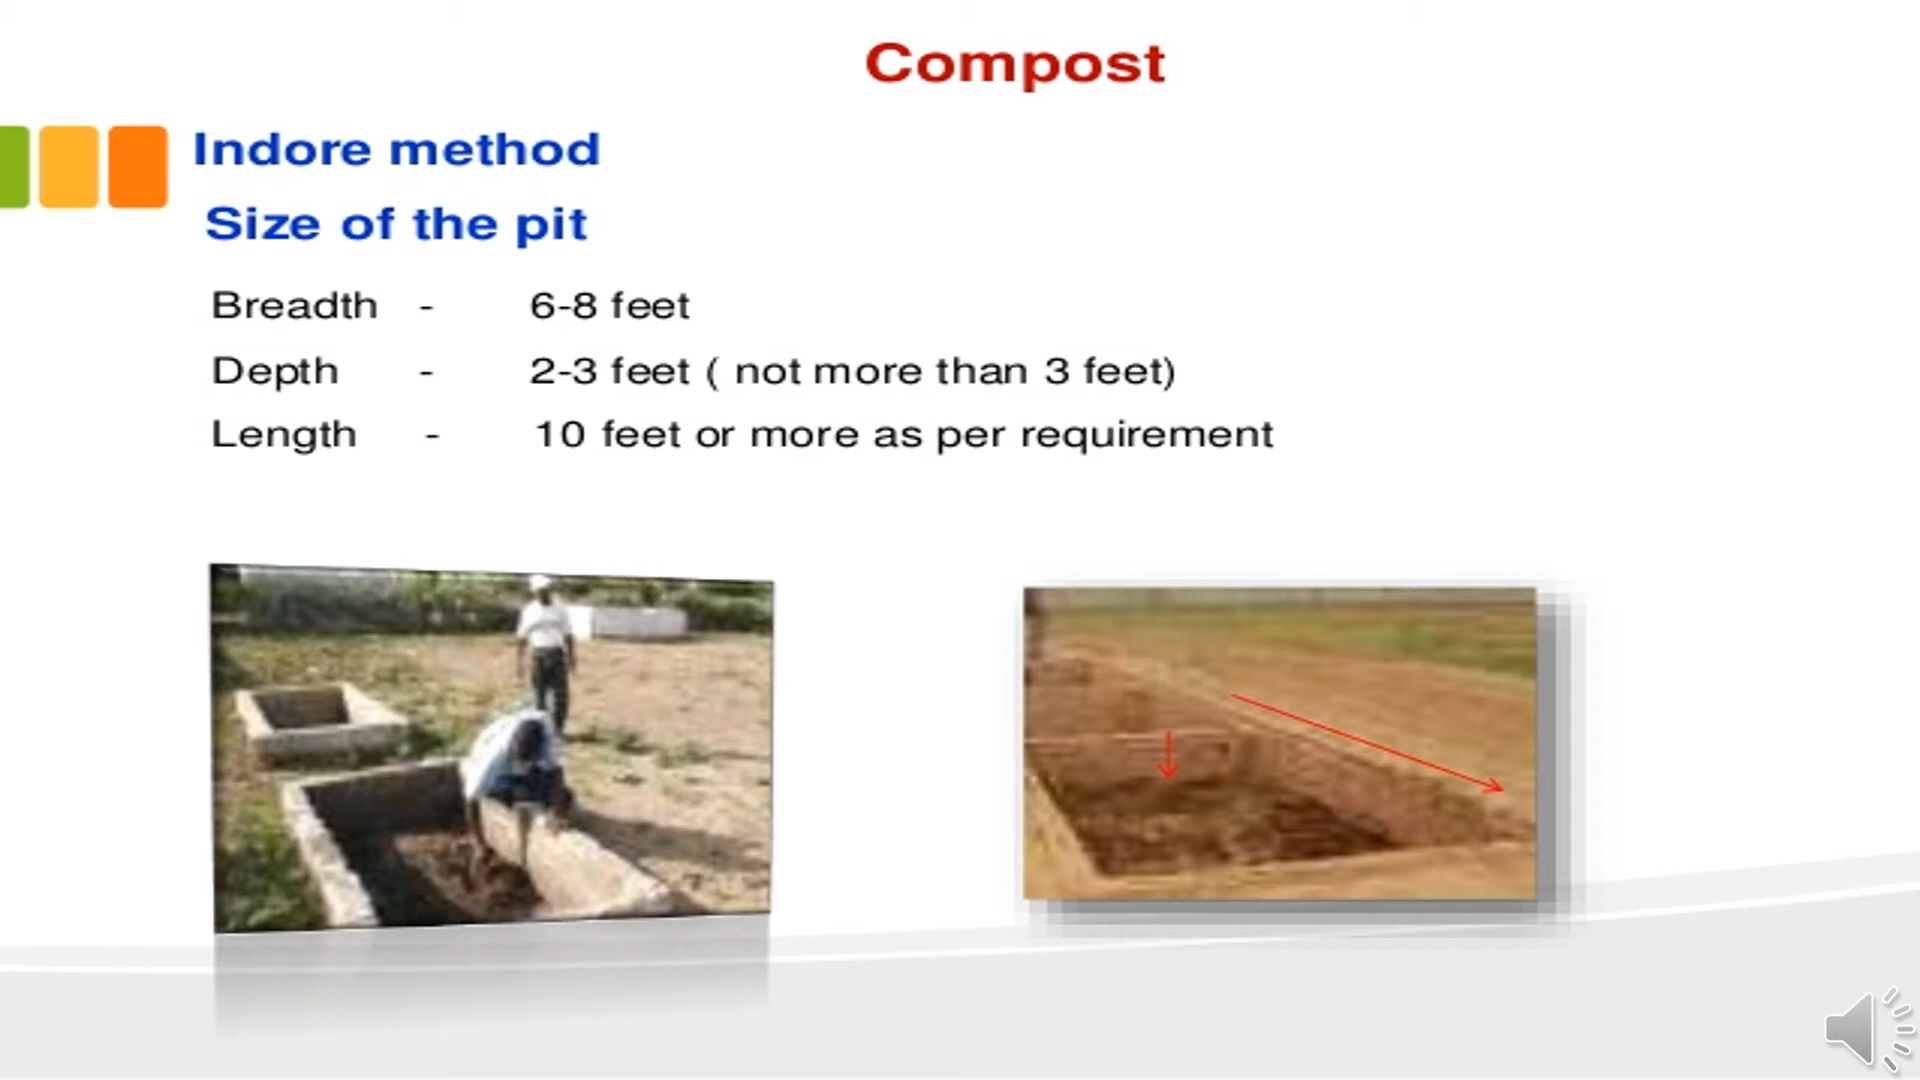 Compost
Indore method
Size of the pit
Breadth - 6-8 feet
Depth - 2-3 feet ( not more than 3 feet)
Length - 10 feet or more as per requirement